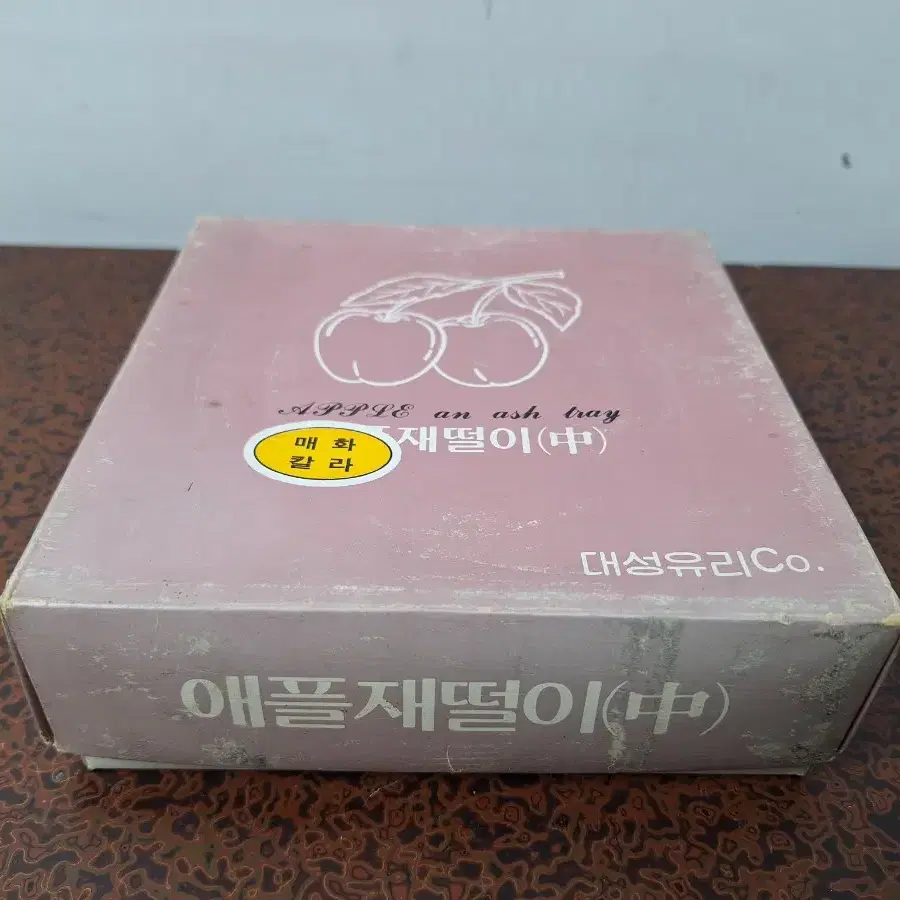 APPLE an ash tray
매화
칼라
재떨이(中)
대성유리Co.
애플재떨이(中)